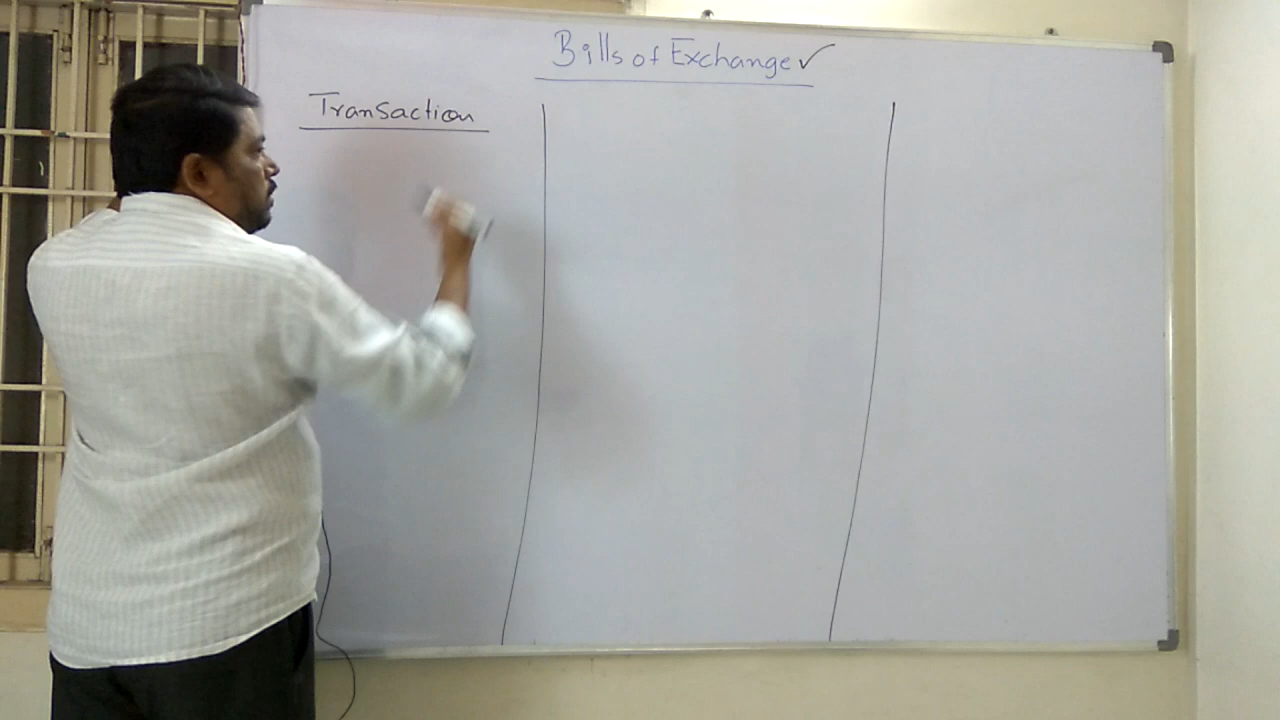 Bills of Exchange ✓
Transaction